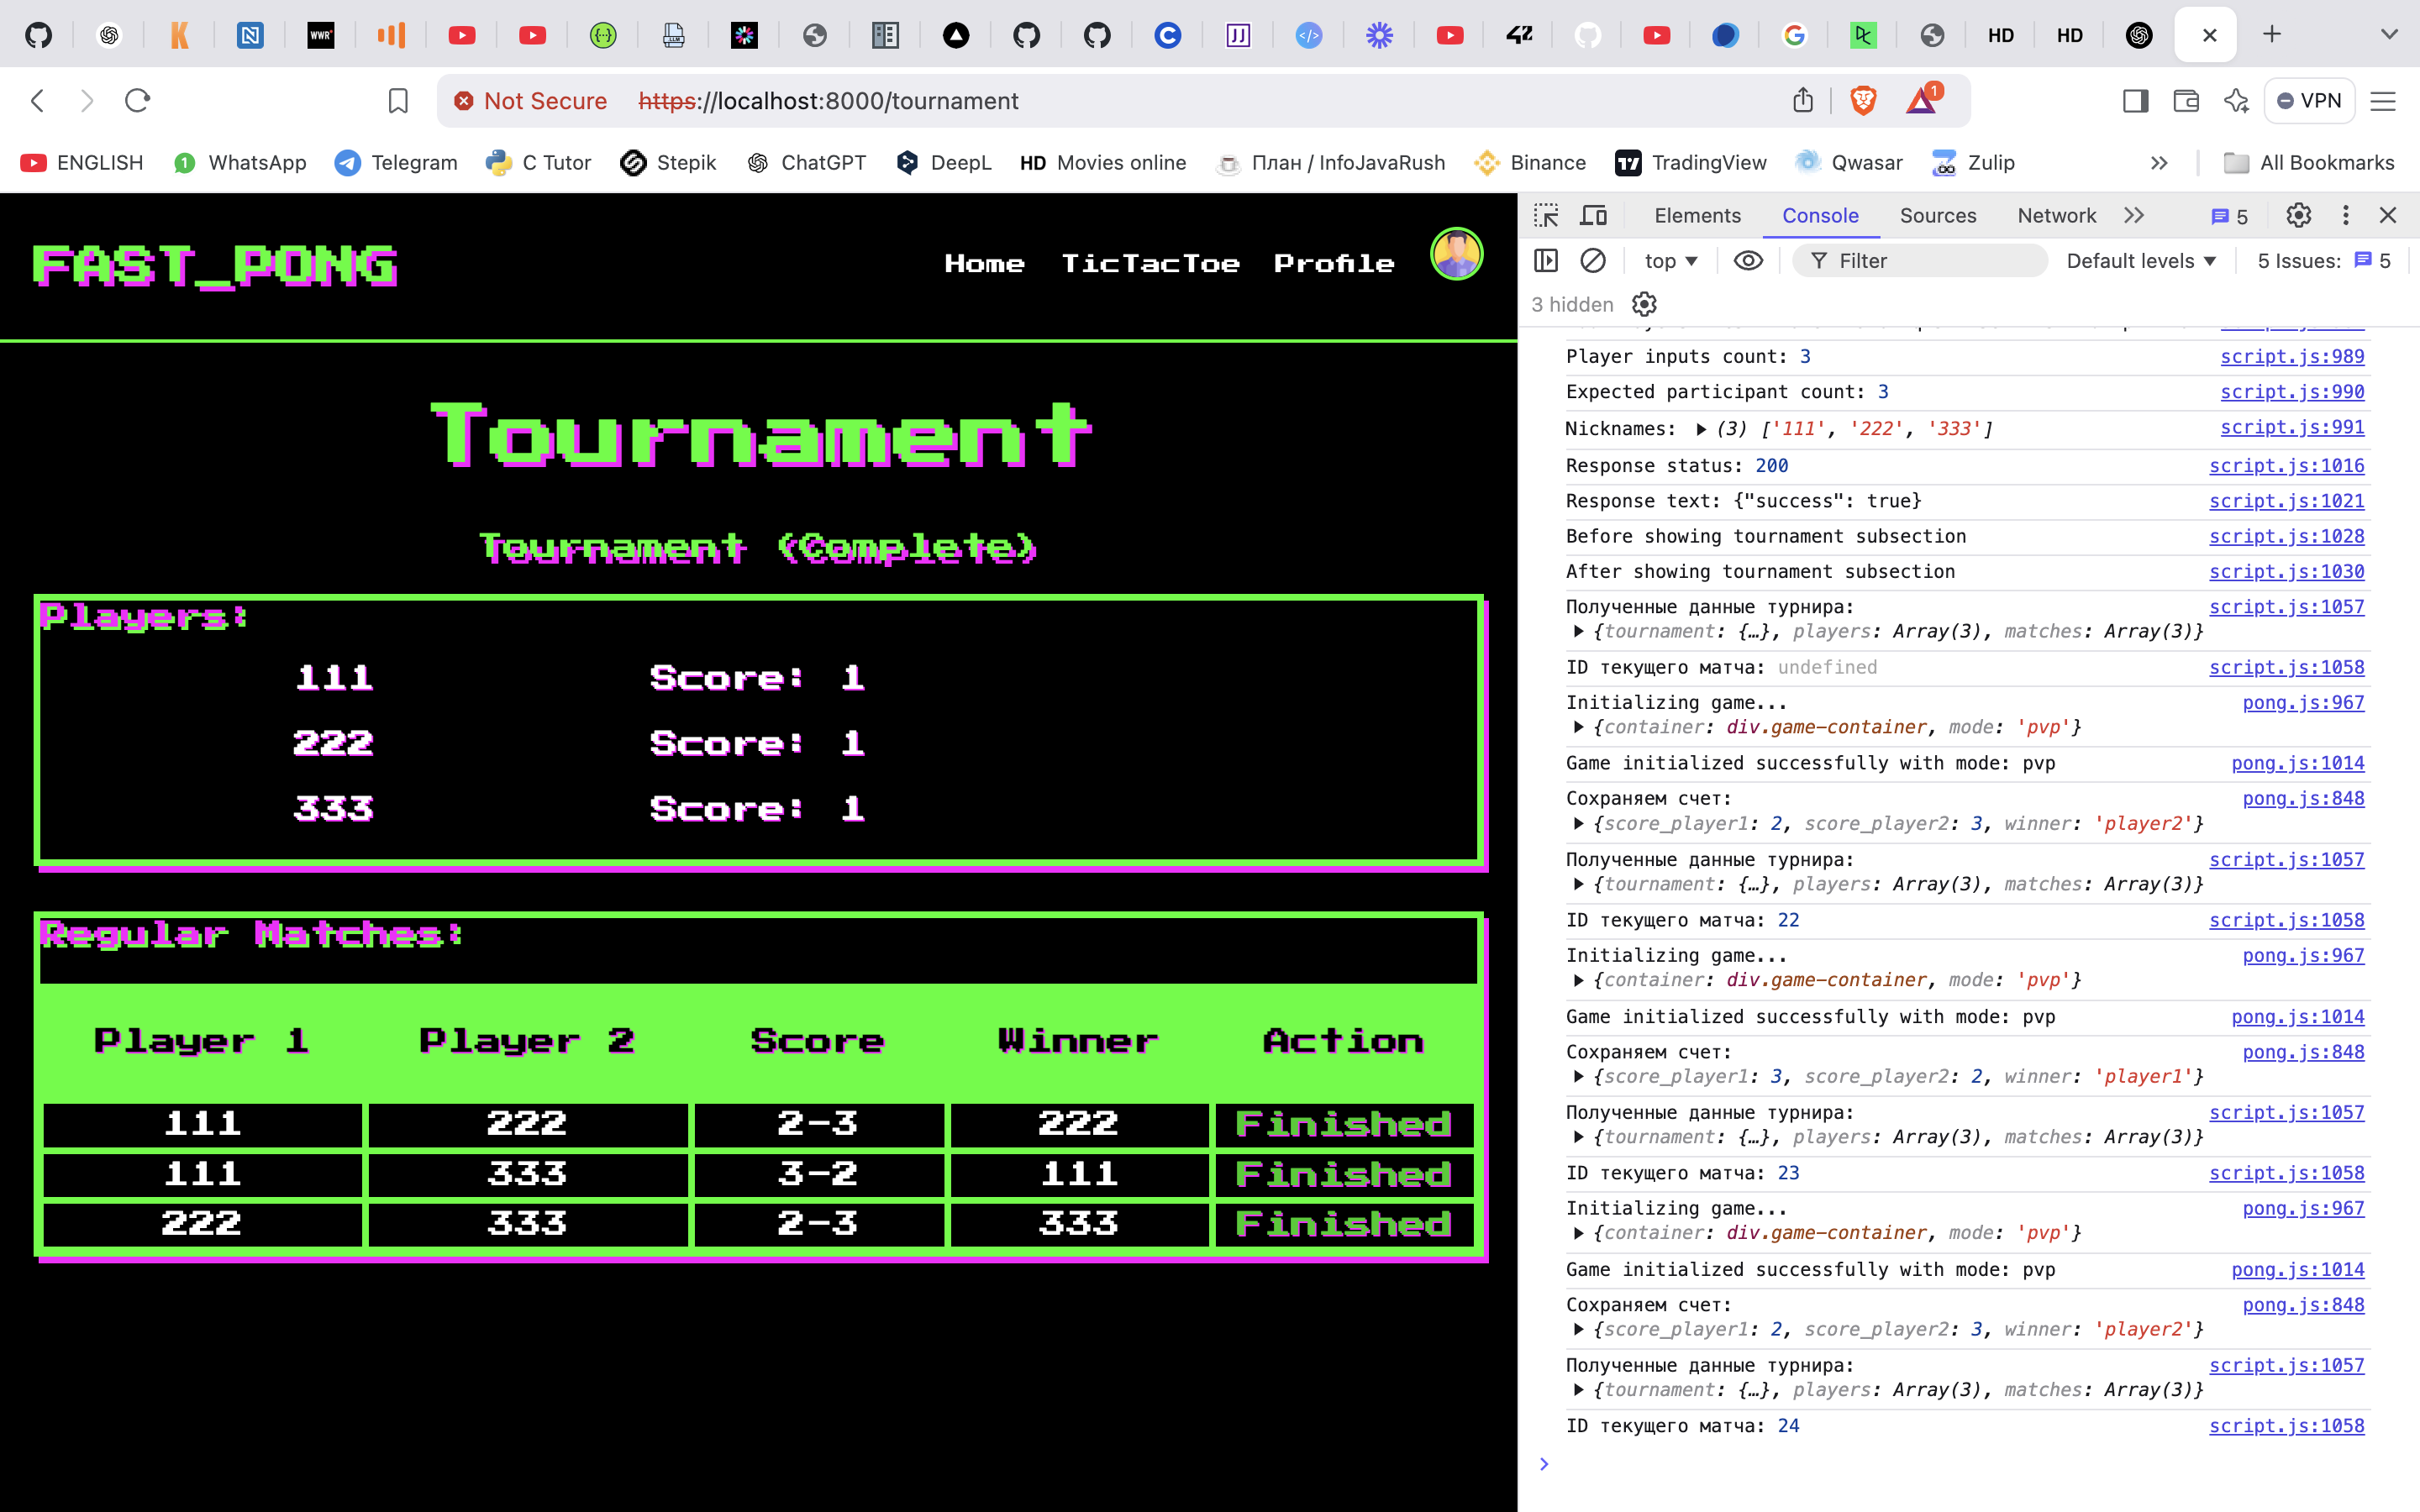 WWR
{··}
LLM
JJ
</>
42
HD
HD
Not Secure https://localhost:8000/tournament
1
VPN
ENGLISH
1 WhatsApp
Telegram
C Tutor
Stepik
ChatGPT
DeepL
HD Movies online
План / InfoJavaRush
Binance
TradingView
Qwasar
Zulip
All Bookmarks
FAST_PONG
Home TicTacToe Profile
Tournament
Tournament (Complete)
Players:
111 Score: 1
222 Score: 1
333 Score: 1
Regular Matches:
Player 1 Player 2 Score Winner Action
111 222 2-3 222 Finished
111 333 3-2 111 Finished
222 333 2-3 333 Finished
Elements Console Sources Network 5
top Filter Default levels 5 Issues: 5
3 hidden
Player inputs count: 3 script.js:989
Expected participant count: 3 script.js:990
Nicknames: (3) ['111', '222', '333'] script.js:991
Response status: 200 script.js:1016
Response text: {"success": true} script.js:1021
Before showing tournament subsection script.js:1028
After showing tournament subsection script.js:1030
Полученные данные турнира: script.js:1057
{tournament: {…}, players: Array(3), matches: Array(3)}
ID текущего матча: undefined script.js:1058
Initializing game... pong.js:967
{container: div.game-container, mode: 'pvp'}
Game initialized successfully with mode: pvp pong.js:1014
Сохраняем счет: pong.js:848
{score_player1: 2, score_player2: 3, winner: 'player2'}
Полученные данные турнира: script.js:1057
{tournament: {…}, players: Array(3), matches: Array(3)}
ID текущего матча: 22 script.js:1058
Initializing game... pong.js:967
{container: div.game-container, mode: 'pvp'}
Game initialized successfully with mode: pvp pong.js:1014
Сохраняем счет: pong.js:848
{score_player1: 3, score_player2: 2, winner: 'player1'}
Полученные данные турнира: script.js:1057
{tournament: {…}, players: Array(3), matches: Array(3)}
ID текущего матча: 23 script.js:1058
Initializing game... pong.js:967
{container: div.game-container, mode: 'pvp'}
Game initialized successfully with mode: pvp pong.js:1014
Сохраняем счет: pong.js:848
{score_player1: 2, score_player2: 3, winner: 'player2'}
Полученные данные турнира: script.js:1057
{tournament: {…}, players: Array(3), matches: Array(3)}
ID текущего матча: 24 script.js:1058